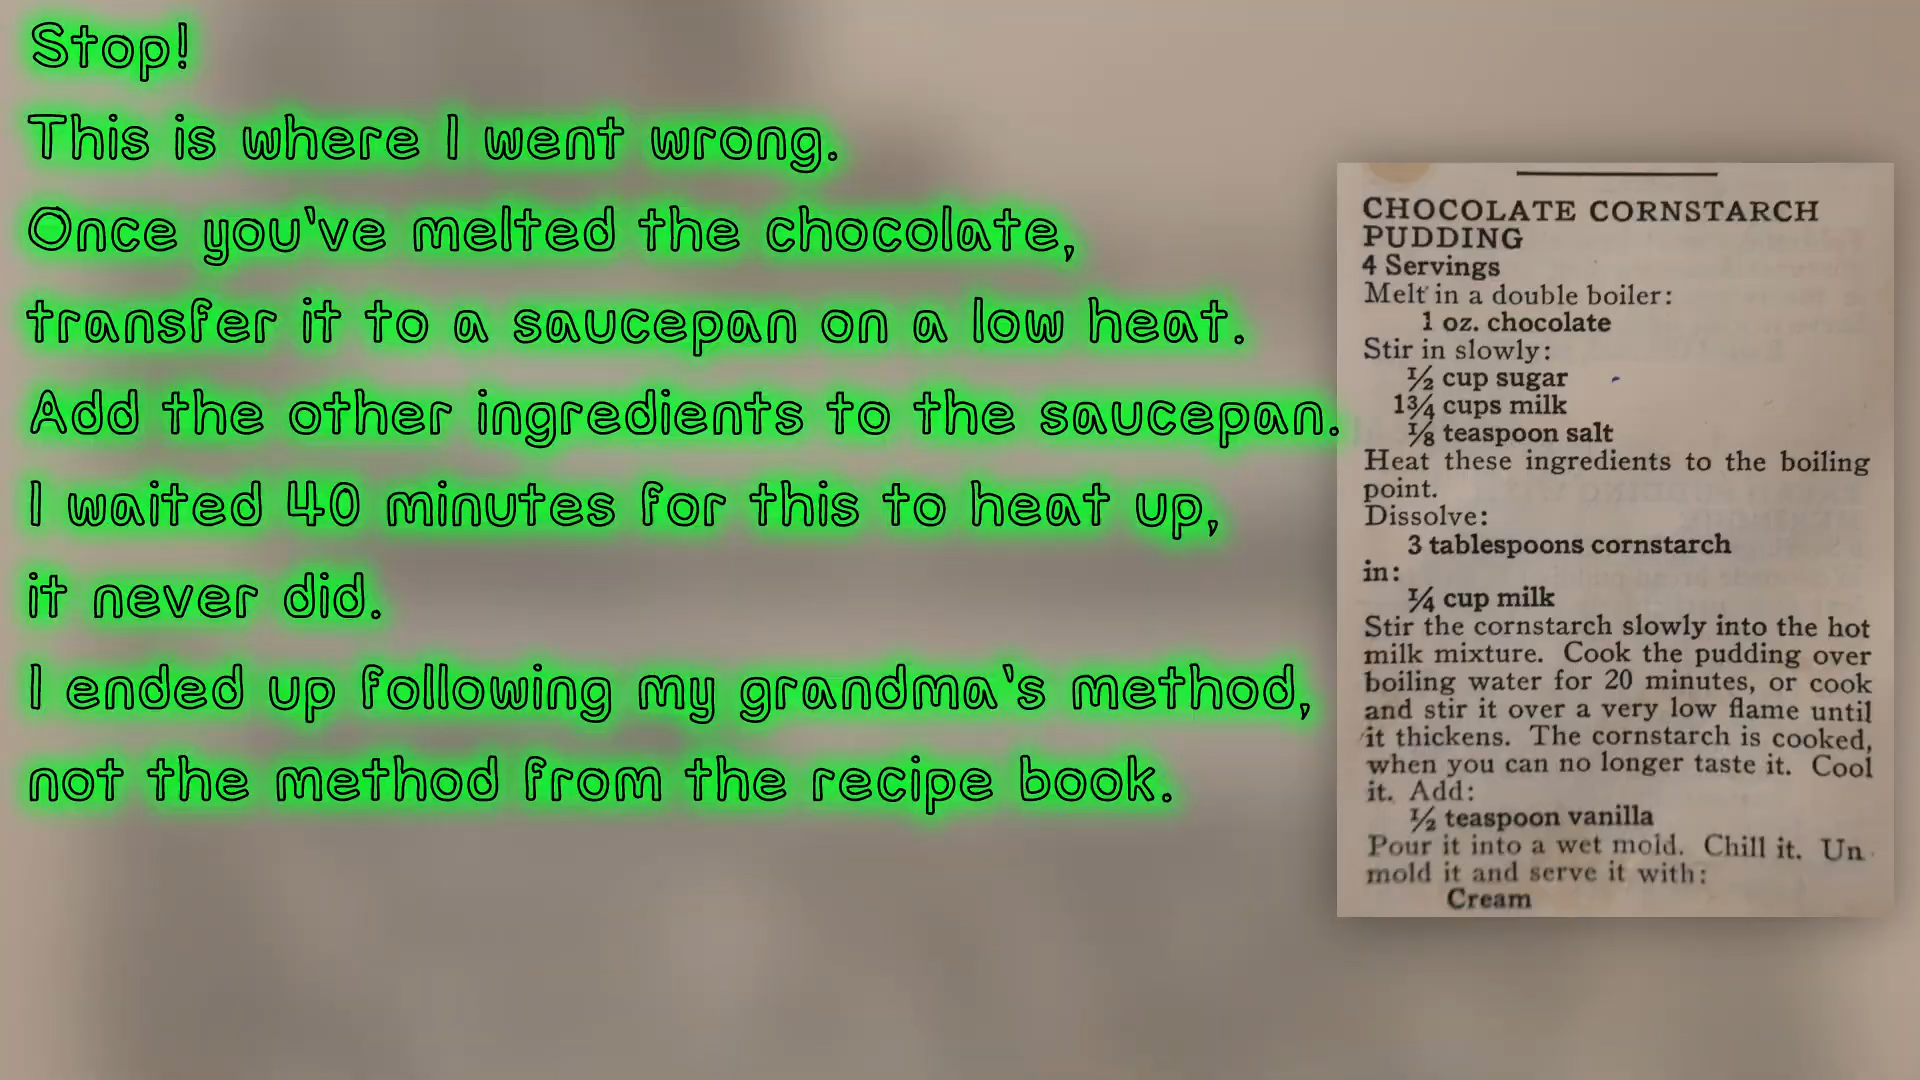 Stop!
This is where I went wrong.
Once you've melted the chocolate,
transfer it to a saucepan on a low heat.
Add the other ingredients to the saucepan.
I waited 40 minutes for this to heat up,
it never did.
I ended up following my grandma's method,
not the method from the recipe book.
CHOCOLATE CORNSTARCH
PUDDING
4 Servings
Melt in a double boiler:
1 oz. chocolate
Stir in slowly:
½ cup sugar
1¾ cups milk
⅛ teaspoon salt
Heat these ingredients to the boiling
point.
Dissolve:
3 tablespoons cornstarch
in:
¼ cup milk
Stir the cornstarch slowly into the hot
milk mixture. Cook the pudding over
boiling water for 20 minutes, or cook
and stir it over a very low flame until
it thickens. The cornstarch is cooked,
when you can no longer taste it. Cool
it. Add:
½ teaspoon vanilla
Pour it into a wet mold. Chill it. Un
mold it and serve it with:
Cream